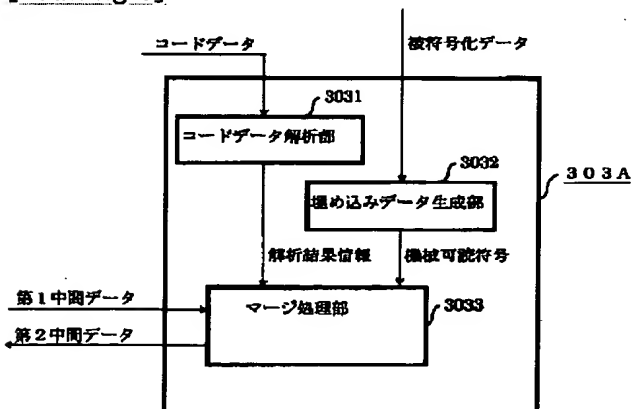 コードデータ
被符号化データ
3031
コードデータ解析部
3032
303A
埋め込みデータ生成部
解析結果情報
機械可読符号
第1中間データ
マージ処理部
3033
第2中間データ